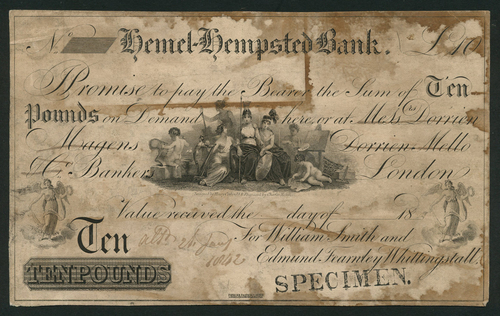 No. Hemel-Hempsted Bank. £10
I Promise to pay the Bearer the Sum of Ten
Pounds on Demand here, or at Messrs Dorrien
Magens Dorrien Mello
& Co. Bankers London
Value received the day of 18
Ten For William Smith and
Edmund Fearnley Whittingstall.
TEN POUNDS
SPECIMEN.